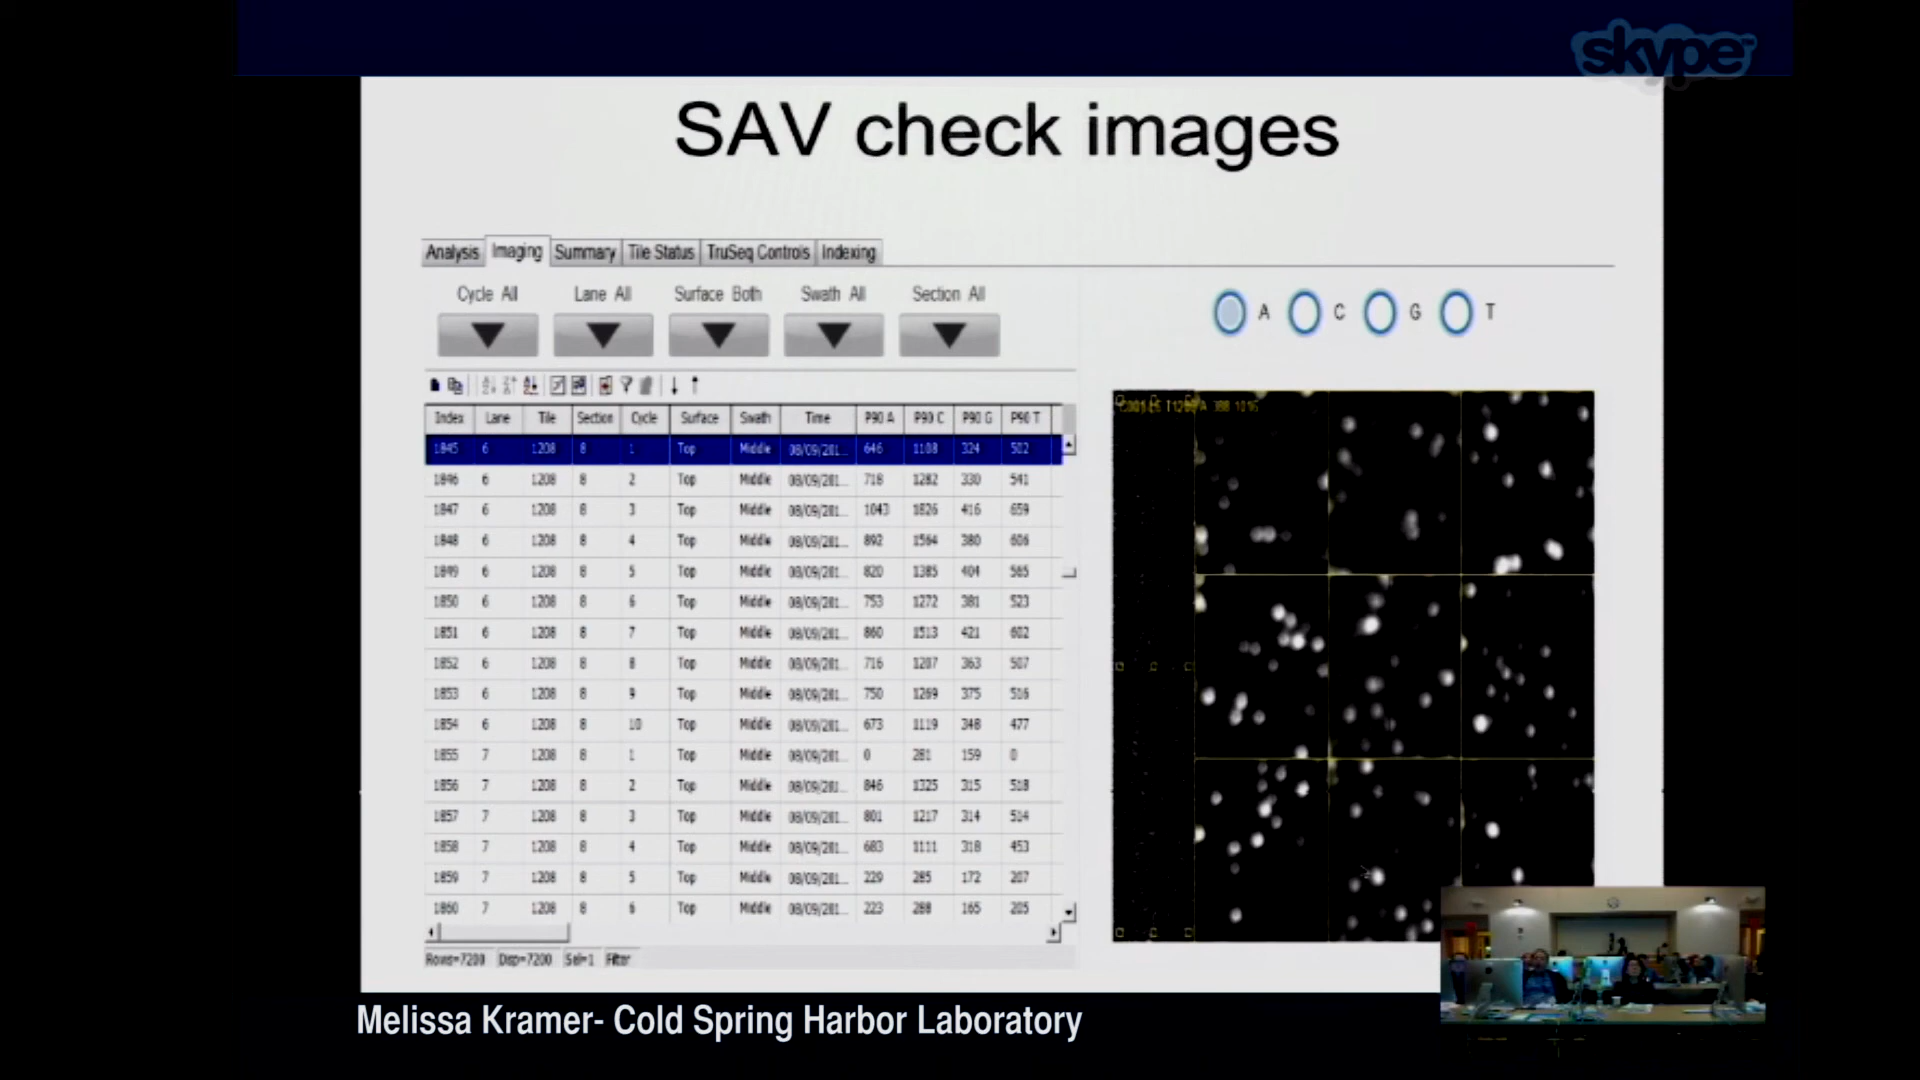 skype
SAV check images
Analysis Imaging Summary Tile Status TruSeq Controls Indexing
Cycle All Lane All Surface Both Swath All Section All
A C G T
Index Lane Tile Section Cycle Surface Swath Time P90 A P90 C P90 G P90 T
1845 6 1208 8 1 Top Middle 08/09/201... 646 1108 324 502
1846 6 1208 8 2 Top Middle 08/09/201... 718 1282 330 541
1847 6 1208 8 3 Top Middle 08/09/201... 1043 1826 416 659
1848 6 1208 8 4 Top Middle 08/09/201... 892 1564 380 606
1849 6 1208 8 5 Top Middle 08/09/201... 820 1385 404 565
1850 6 1208 8 6 Top Middle 08/09/201... 753 1272 381 523
1851 6 1208 8 7 Top Middle 08/09/201... 860 1513 421 602
1852 6 1208 8 8 Top Middle 08/09/201... 716 1207 363 507
1853 6 1208 8 9 Top Middle 08/09/201... 750 1269 375 516
1854 6 1208 8 10 Top Middle 08/09/201... 673 1119 348 477
1855 7 1208 8 1 Top Middle 08/09/201... 0 281 159 0
1856 7 1208 8 2 Top Middle 08/09/201... 846 1325 315 518
1857 7 1208 8 3 Top Middle 08/09/201... 801 1217 314 514
1858 7 1208 8 4 Top Middle 08/09/201... 683 1111 318 453
1859 7 1208 8 5 Top Middle 08/09/201... 229 285 172 207
1860 7 1208 8 6 Top Middle 08/09/201... 223 288 165 205
Rows=7200 Disp=7200 Sel=1 Filter
Melissa Kramer- Cold Spring Harbor Laboratory